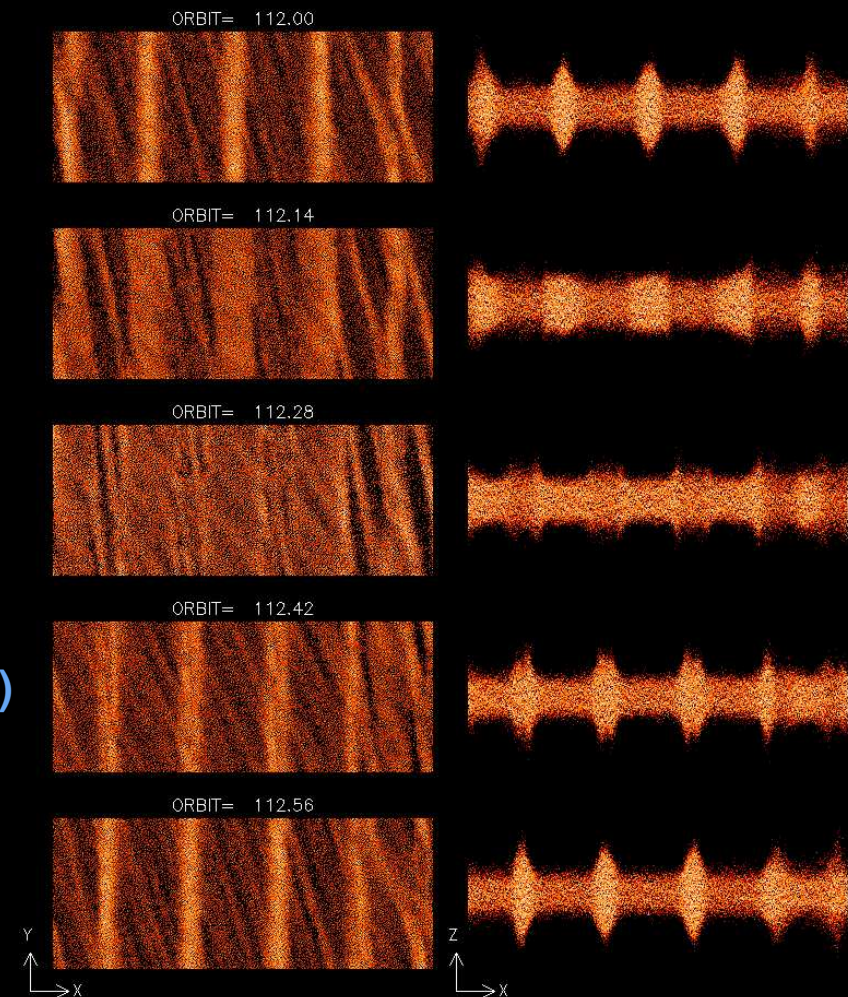 ORBIT= 112.00
ORBIT= 112.14
ORBIT= 112.28
ORBIT= 112.42
)
ORBIT= 112.56
Y
X
Z
X